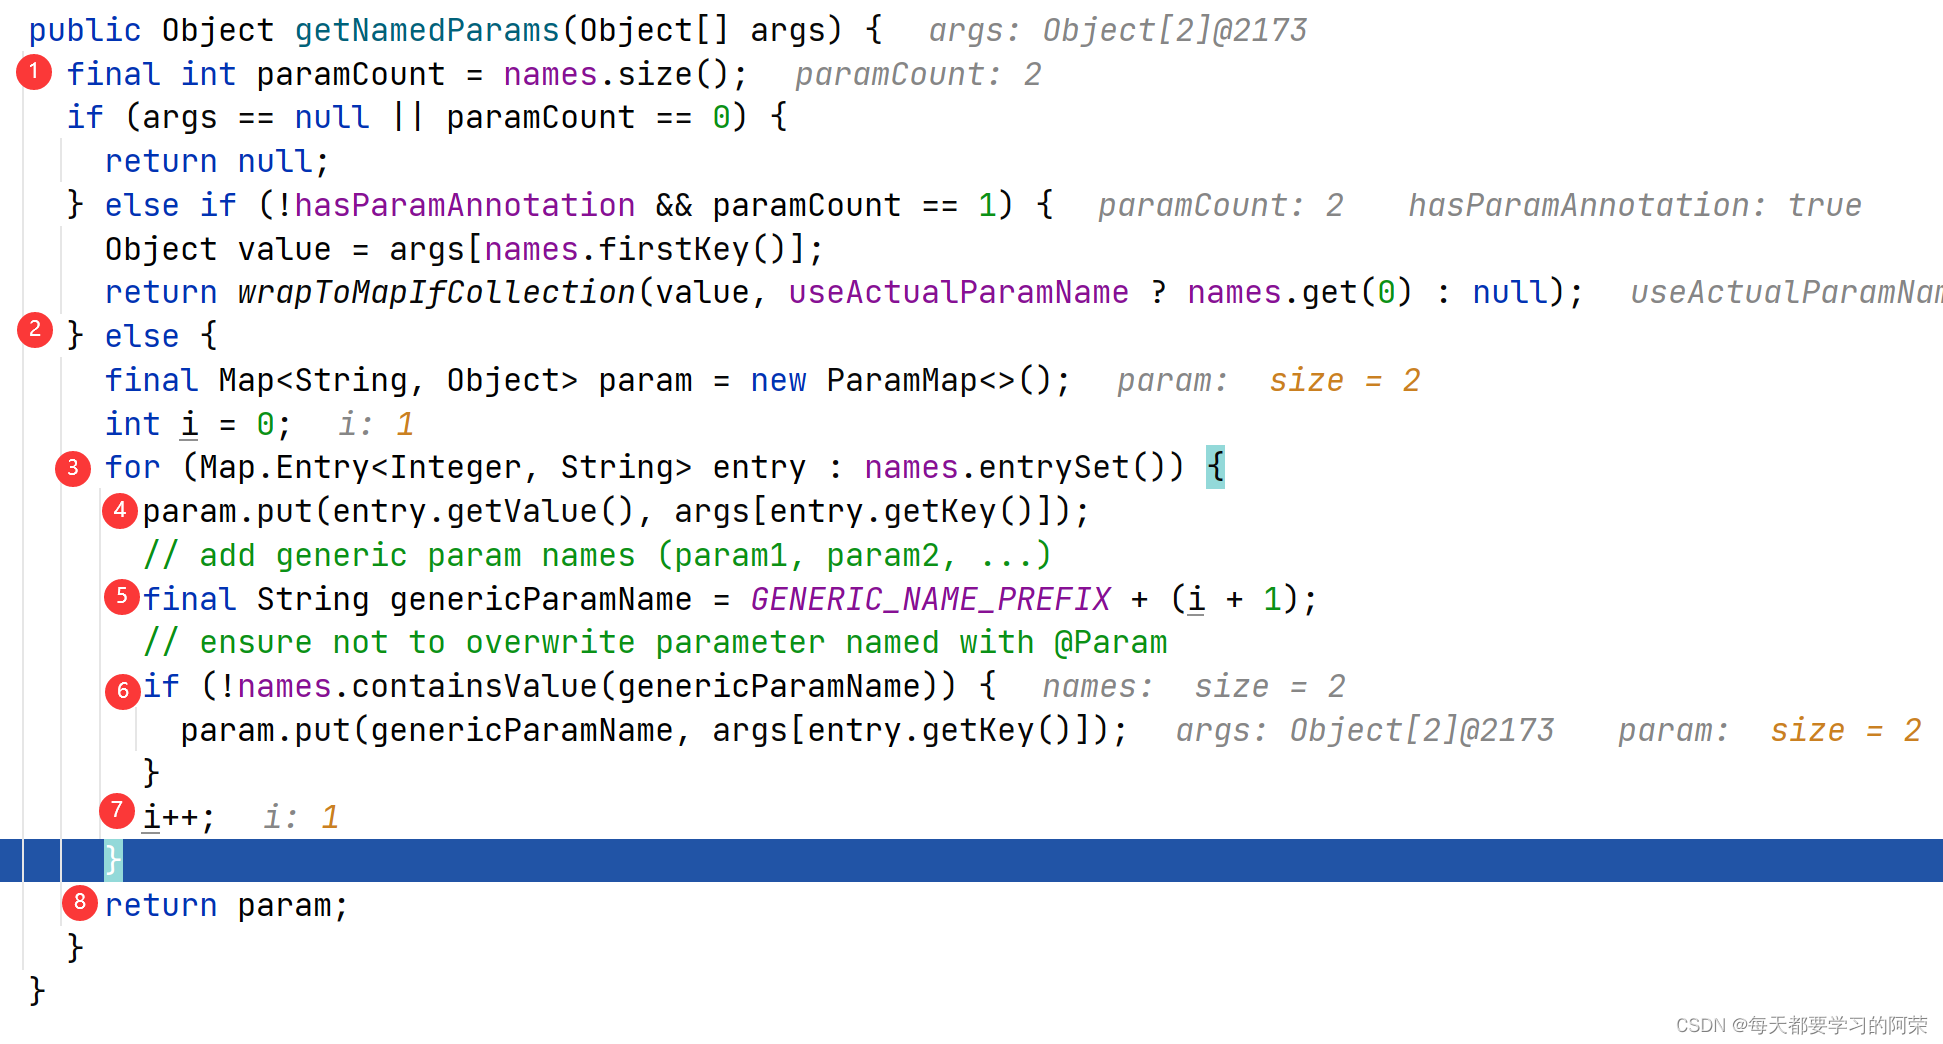 public Object getNamedParams(Object[] args) {   args: Object[2]@2173
1 final int paramCount = names.size();   paramCount: 2
if (args == null || paramCount == 0) {
return null;
} else if (!hasParamAnnotation && paramCount == 1) {   paramCount: 2   hasParamAnnotation: true
Object value = args[names.firstKey()];
return wrapToMapIfCollection(value, useActualParamName ? names.get(0) : null);   useActualParamNam
2 } else {
final Map<String, Object> param = new ParamMap<>();   param:  size = 2
int i = 0;   i: 1
3 for (Map.Entry<Integer, String> entry : names.entrySet()) {
4 param.put(entry.getValue(), args[entry.getKey()]);
// add generic param names (param1, param2, ...)
5 final String genericParamName = GENERIC_NAME_PREFIX + (i + 1);
// ensure not to overwrite parameter named with @Param
6 if (!names.containsValue(genericParamName)) {   names:  size = 2
param.put(genericParamName, args[entry.getKey()]);   args: Object[2]@2173   param:  size = 2
}
7 i++;   i: 1
}
8 return param;
}
}
CSDN @每天都要学习的阿荣